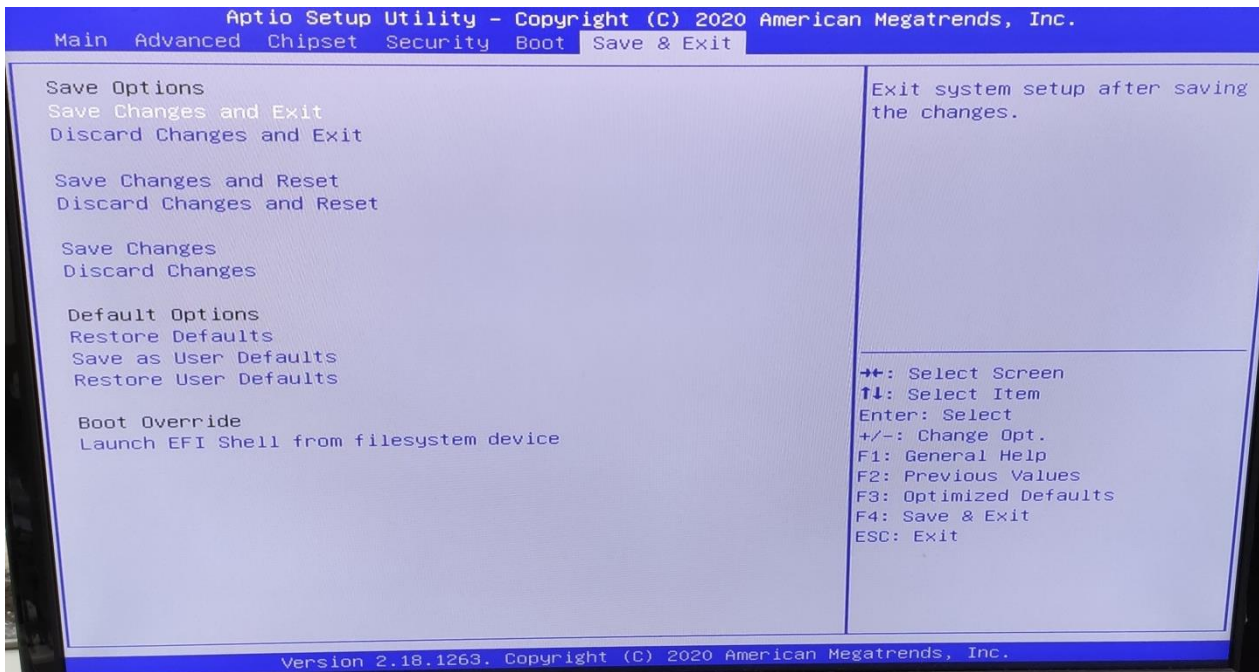 Aptio Setup Utility – Copyright (C) 2020 American Megatrends, Inc.
Main Advanced Chipset Security Boot Save & Exit
Save Options
Save Changes and Exit
Discard Changes and Exit
Save Changes and Reset
Discard Changes and Reset
Save Changes
Discard Changes
Default Options
Restore Defaults
Save as User Defaults
Restore User Defaults
Boot Override
Launch EFI Shell from filesystem device
Exit system setup after saving
the changes.
→←: Select Screen
↑↓: Select Item
Enter: Select
+/-: Change Opt.
F1: General Help
F2: Previous Values
F3: Optimized Defaults
F4: Save & Exit
ESC: Exit
Version 2.18.1263. Copyright (C) 2020 American Megatrends, Inc.